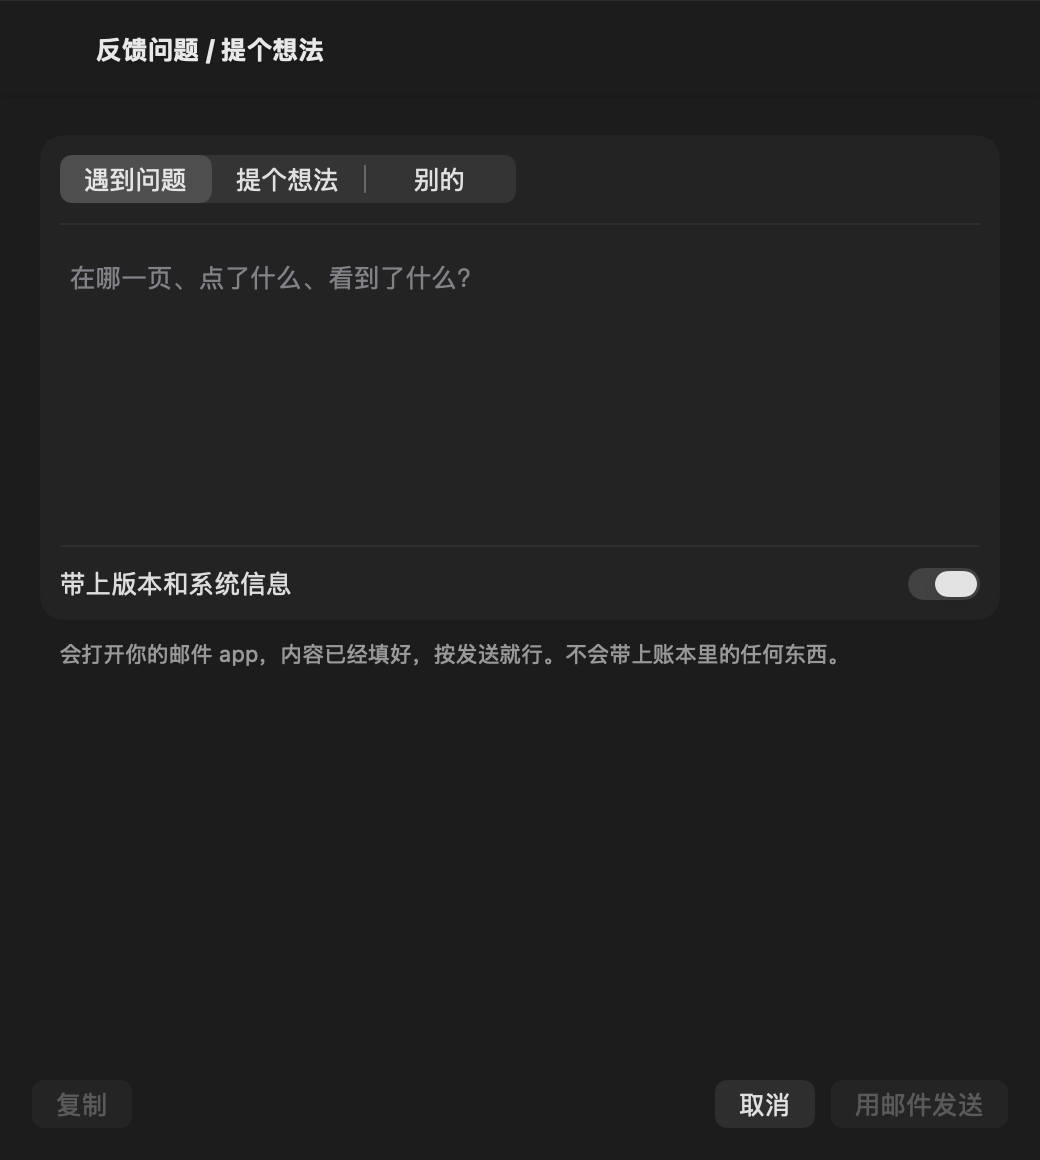 反馈问题 / 提个想法
遇到问题 提个想法 别的
在哪一页、点了什么、看到了什么?
带上版本和系统信息
会打开你的邮件 app，内容已经填好，按发送就行。不会带上账本里的任何东西。
复制 取消 用邮件发送